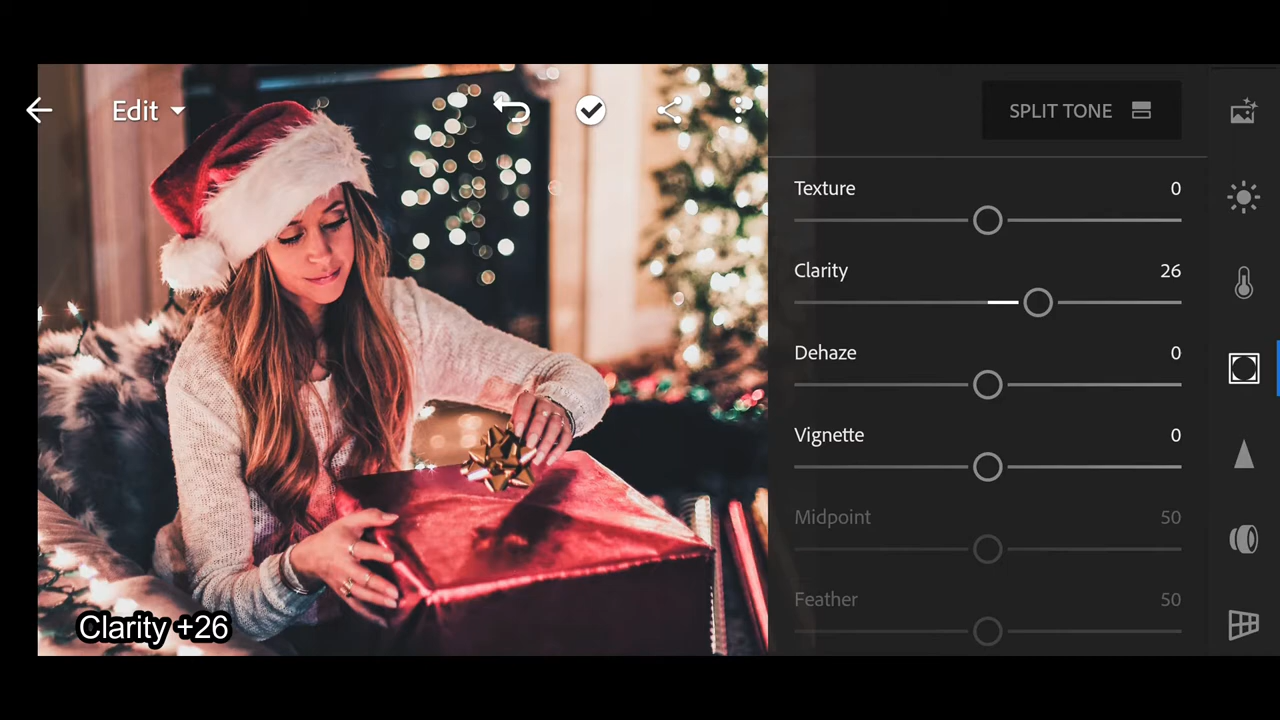 Edit
SPLIT TONE
Texture 0
Clarity 26
Dehaze 0
Vignette 0
Midpoint 50
Feather 50
Clarity +26